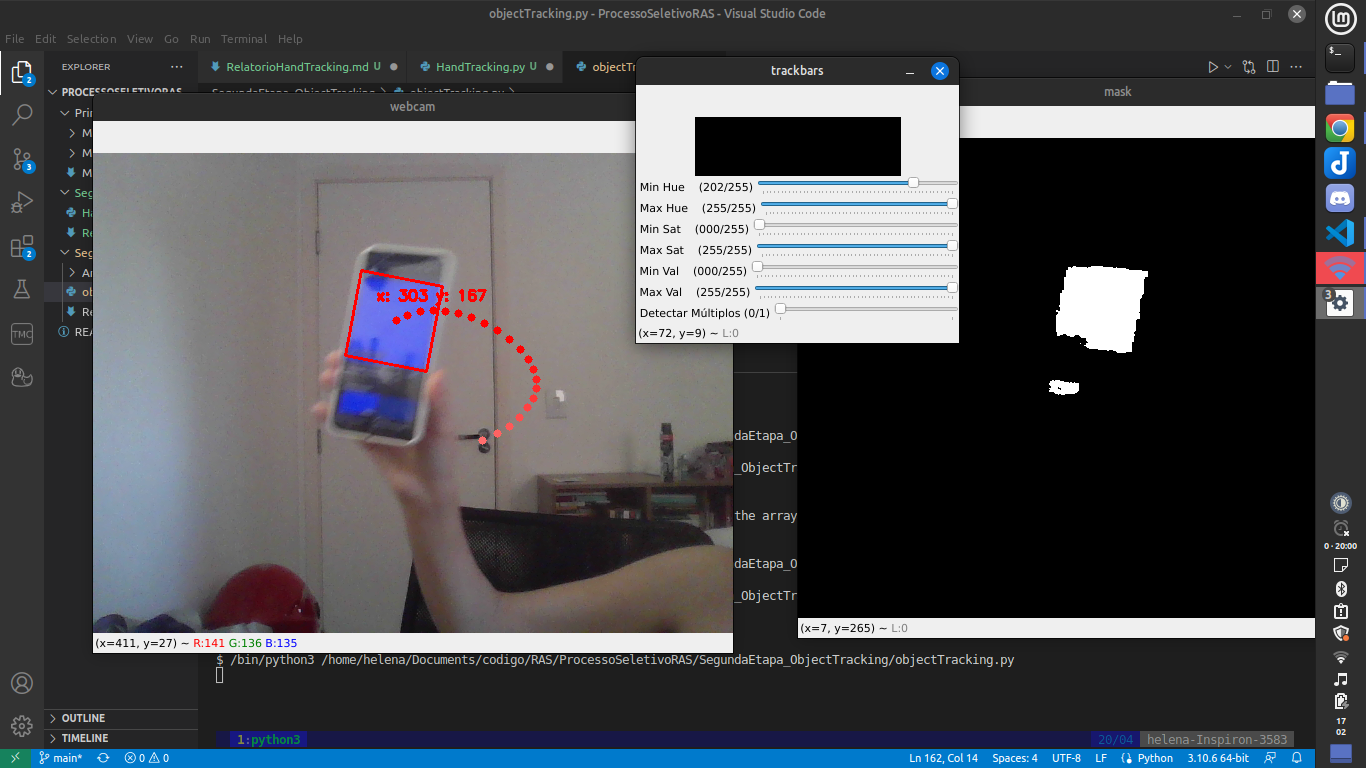 objectTracking.py - ProcessoSeletivoRAS - Visual Studio Code
File Edit Selection View Go Run Terminal Help
EXPLORER
RelatorioHandTracking.md U
HandTracking.py U
objectTr
PROCESSOSELETIVORAS
SegundaEtapa_ObjectTracking > objectTracking.py >
Pri
M
M
M
Seg
Ha
Re
Seg
Ar
ob
Re
REA
OUTLINE
TIMELINE
webcam
x: 303 y: 167
(x=411, y=27) ~ R:141 G:136 B:135
trackbars
Min Hue (202/255)
Max Hue (255/255)
Min Sat (000/255)
Max Sat (255/255)
Min Val (000/255)
Max Val (255/255)
Detectar Múltiplos (0/1)
(x=72, y=9) ~ L:0
mask
(x=7, y=265) ~ L:0
daEtapa_O
_ObjectTr
the array
daEtapa_O
_ObjectTr
$ /bin/python3 /home/helena/Documents/codigo/RAS/ProcessoSeletivoRAS/SegundaEtapa_ObjectTracking/objectTracking.py
1:python3
20/04
helena-Inspiron-3583
main*
0 0
Ln 162, Col 14
Spaces: 4
UTF-8
LF
Python
3.10.6 64-bit
2
3
2
TMC
lm
$_
3
0 · 20:00
17
02